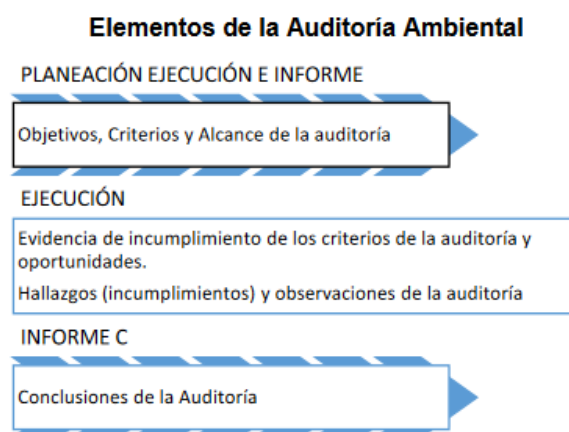 Elementos de la Auditoría Ambiental
PLANEACIÓN EJECUCIÓN E INFORME
Objetivos, Criterios y Alcance de la auditoría
EJECUCIÓN
Evidencia de incumplimiento de los criterios de la auditoría y
oportunidades.
Hallazgos (incumplimientos) y observaciones de la auditoría
INFORME C
Conclusiones de la Auditoría